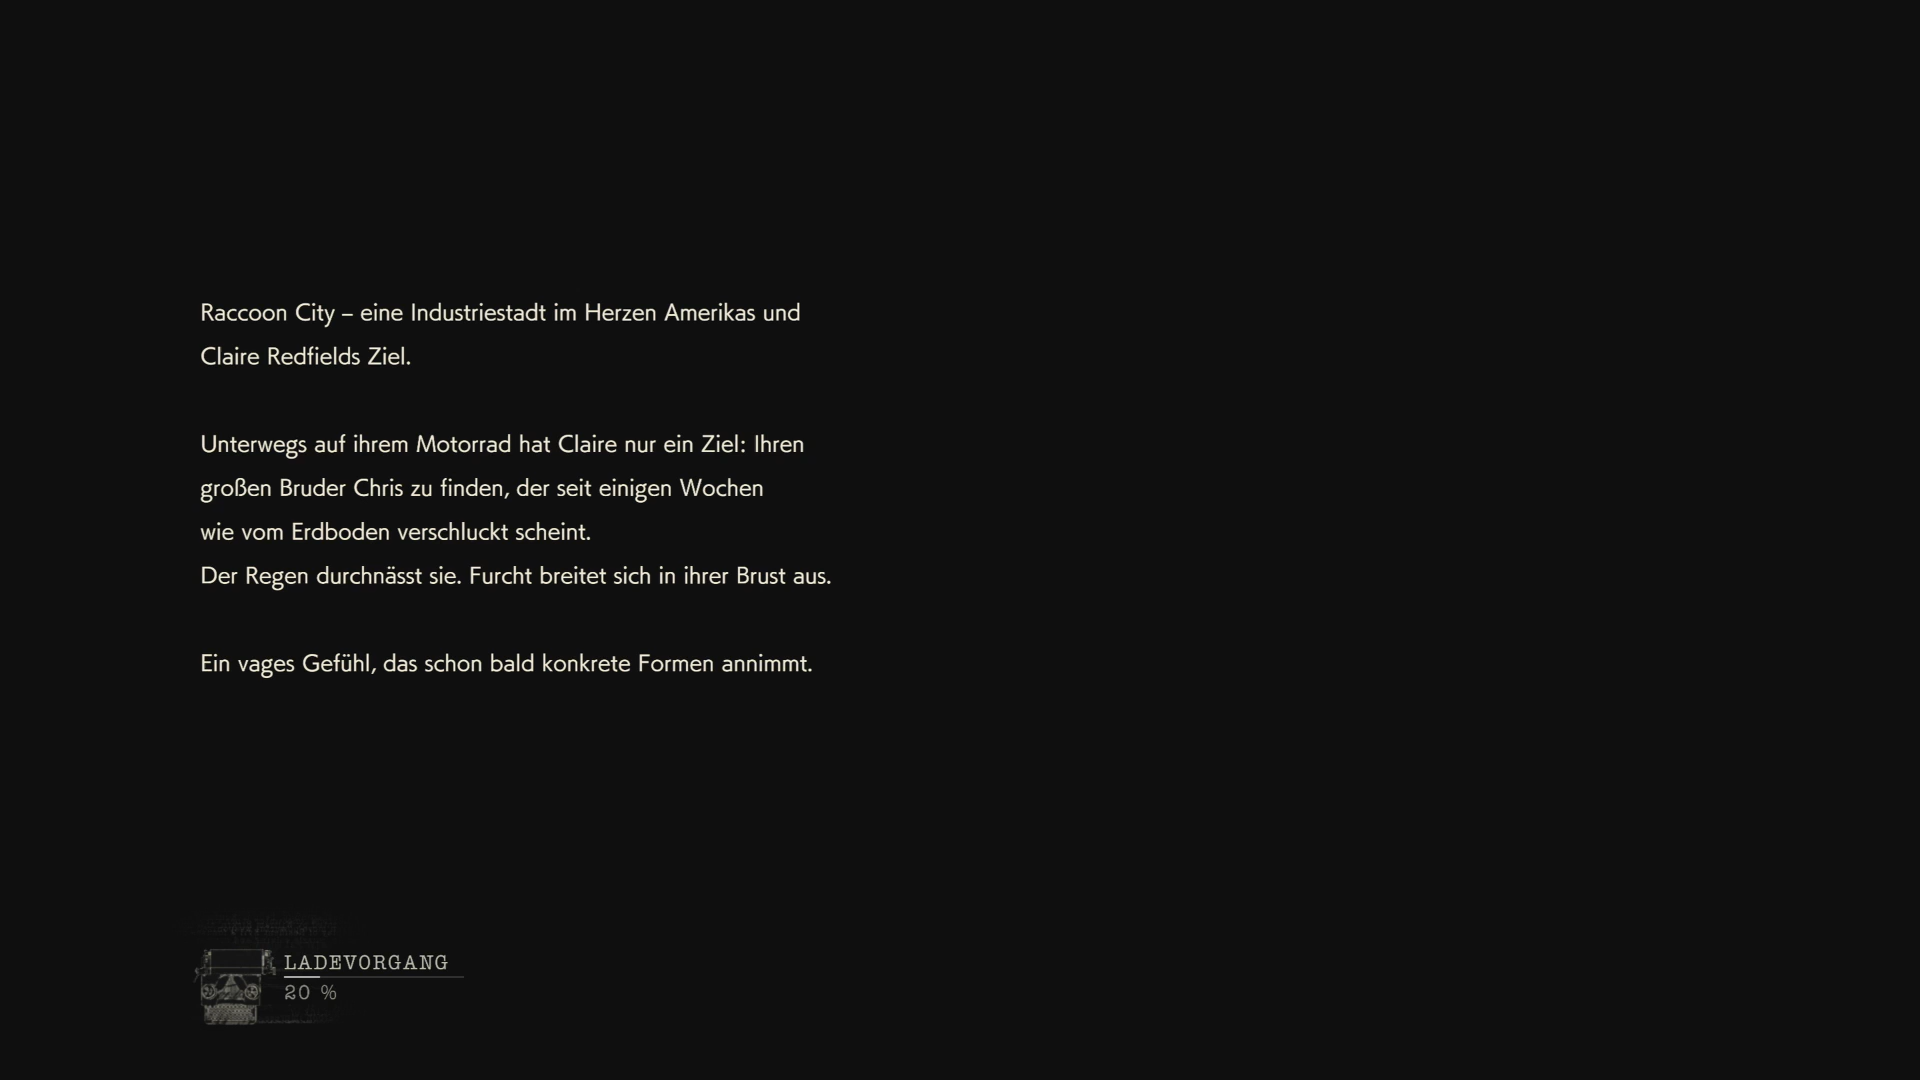 Raccoon City – eine Industriestadt im Herzen Amerikas und
Claire Redfields Ziel.
Unterwegs auf ihrem Motorrad hat Claire nur ein Ziel: Ihren
großen Bruder Chris zu finden, der seit einigen Wochen
wie vom Erdboden verschluckt scheint.
Der Regen durchnässt sie. Furcht breitet sich in ihrer Brust aus.
Ein vages Gefühl, das schon bald konkrete Formen annimmt.
LADEVORGANG
20 %